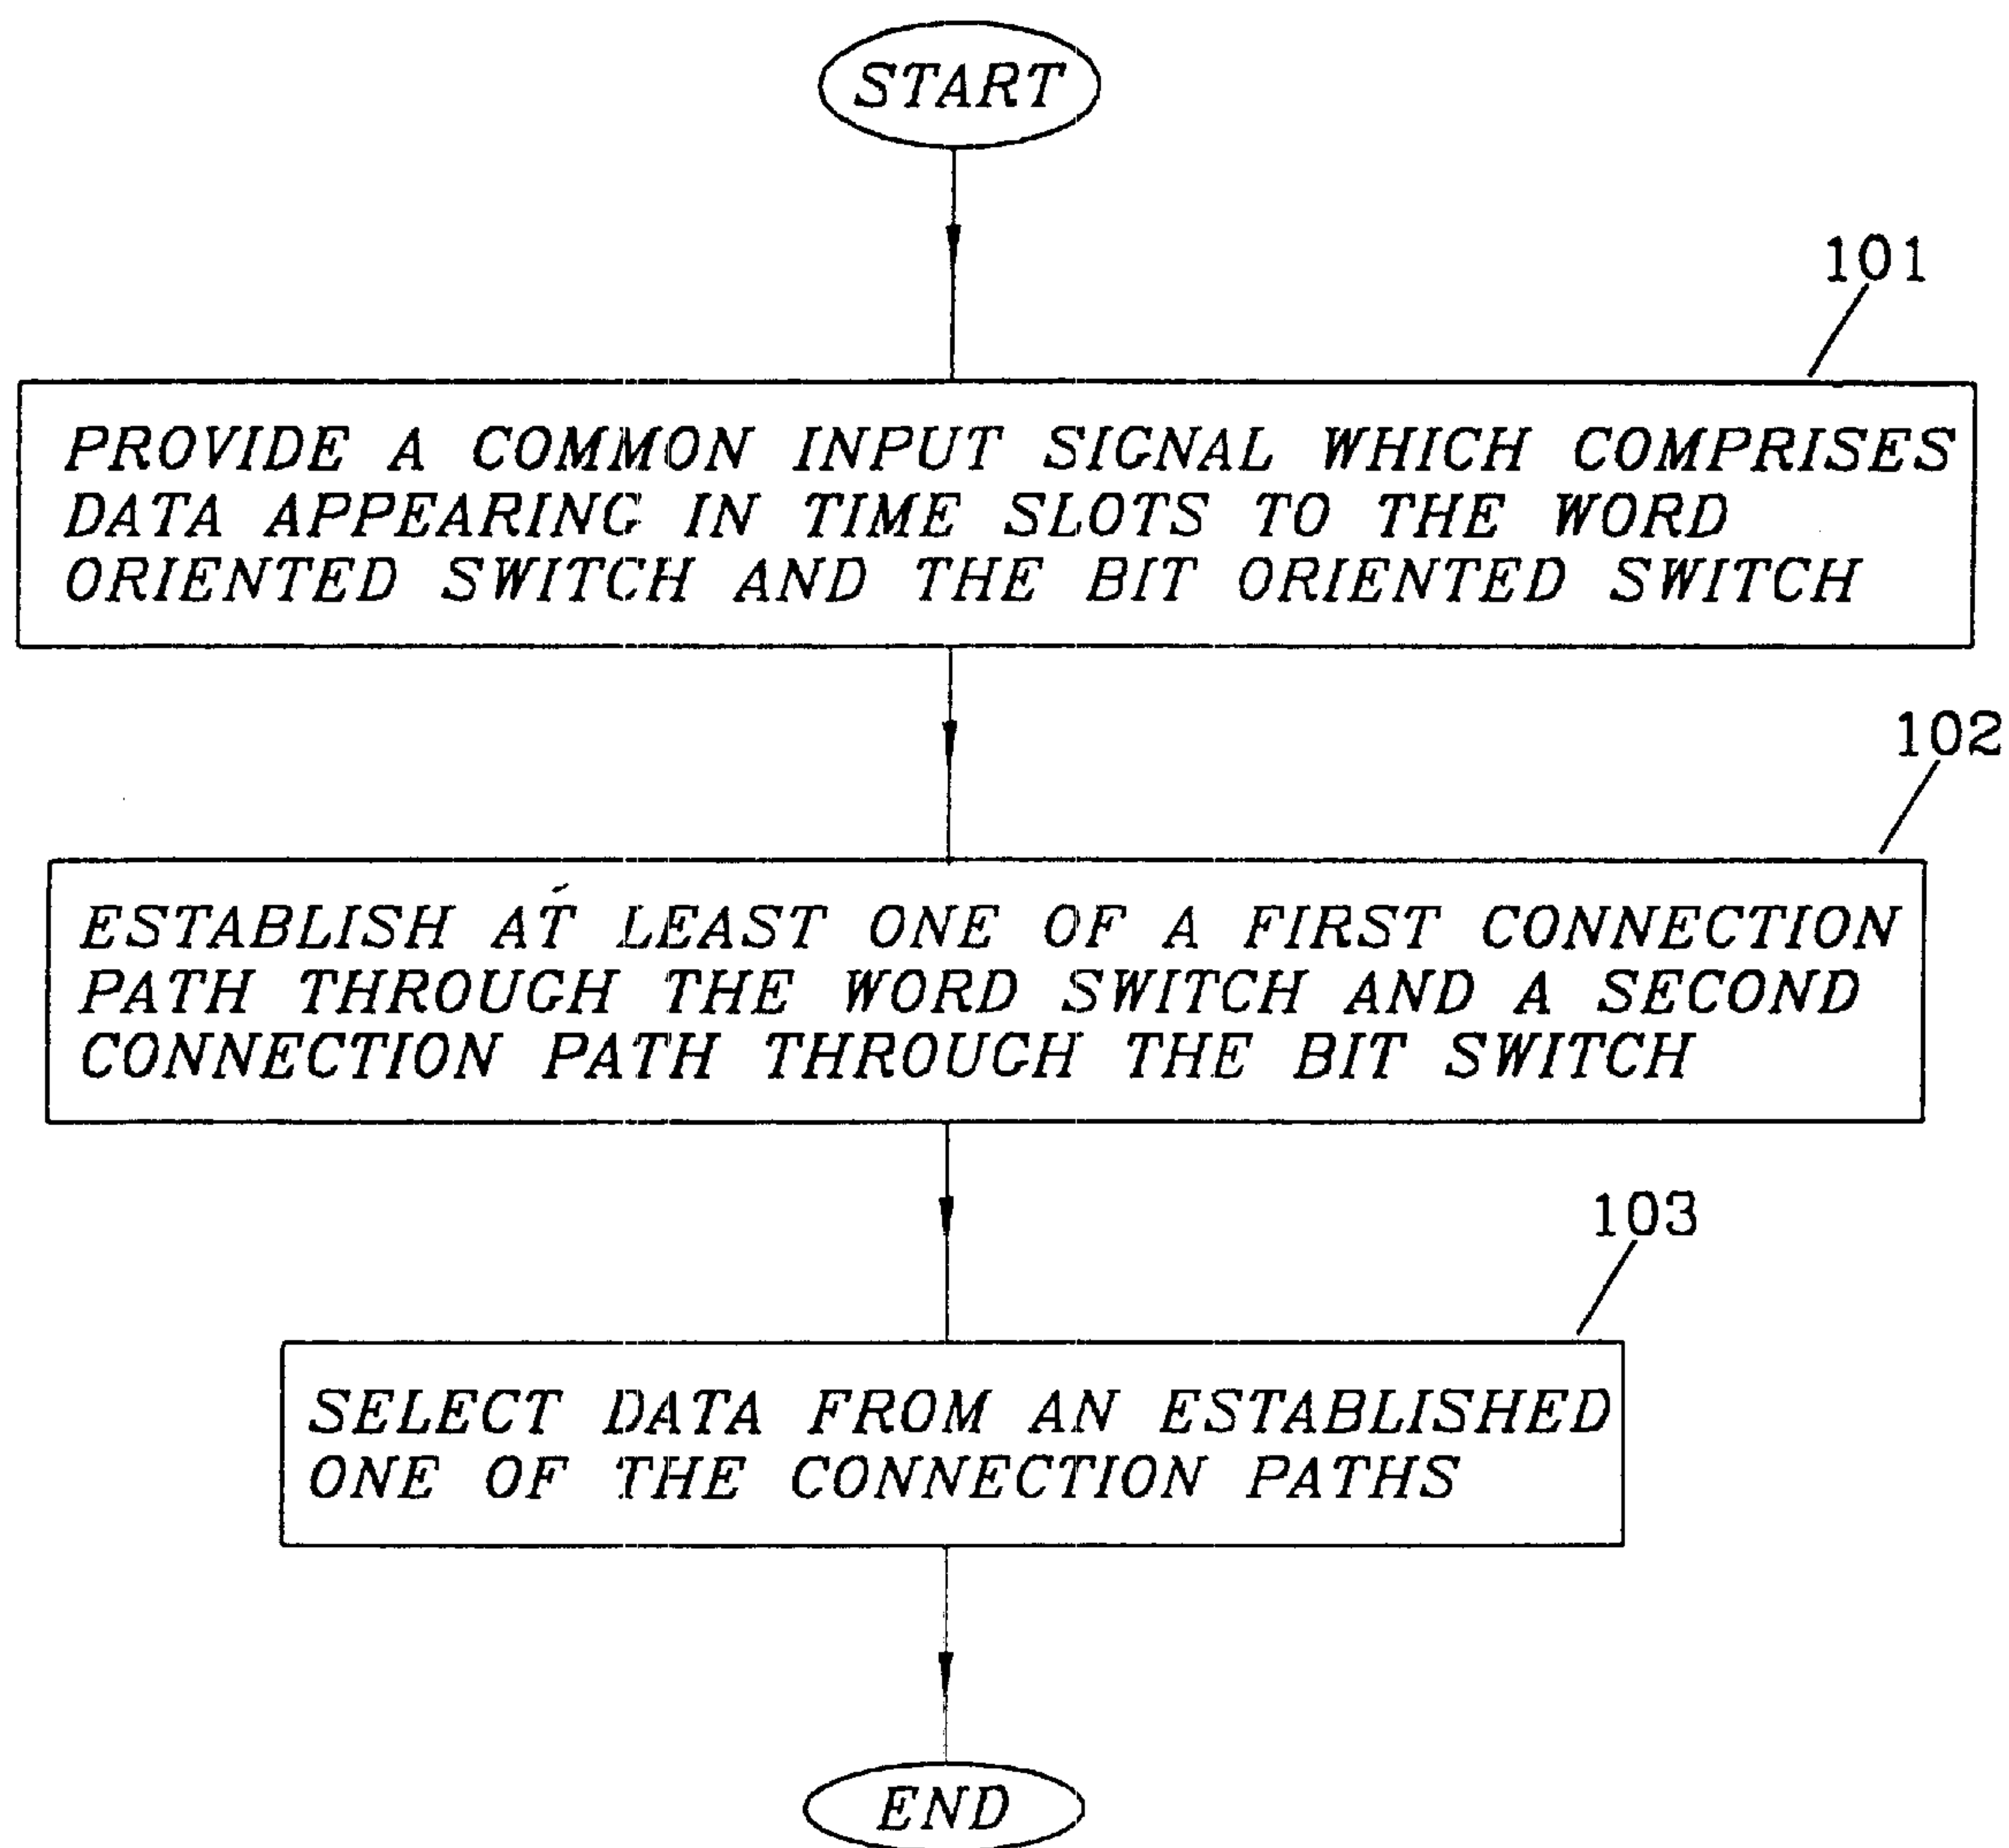 START
101
PROVIDE A COMMON INPUT SIGNAL WHICH COMPRISES
DATA APPEARING IN TIME SLOTS TO THE WORD
ORIENTED SWITCH AND THE BIT ORIENTED SWITCH
102
ESTABLISH AT LEAST ONE OF A FIRST CONNECTION
PATH THROUGH THE WORD SWITCH AND A SECOND
CONNECTION PATH THROUGH THE BIT SWITCH
103
SELECT DATA FROM AN ESTABLISHED
ONE OF THE CONNECTION PATHS
END